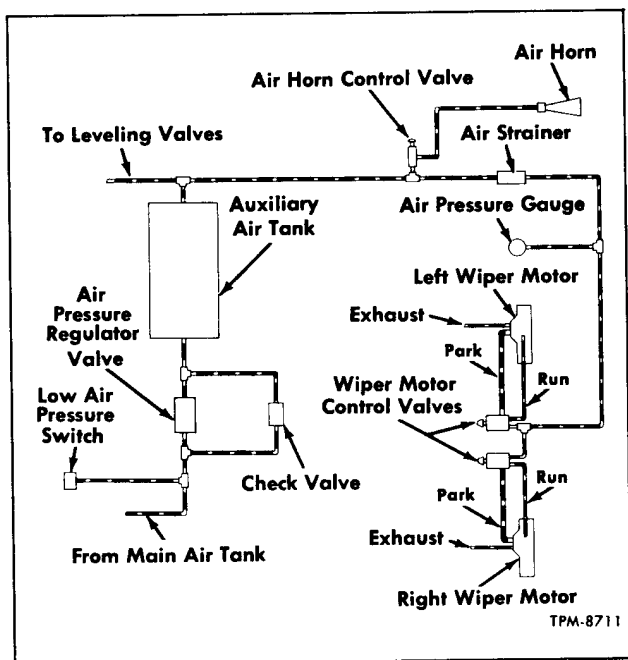 Air Horn
Air Horn Control Valve
To Leveling Valves
Air Strainer
Auxiliary
Air Tank
Air Pressure Gauge
Left Wiper Motor
Air
Pressure
Regulator
Valve
Exhaust
Park
Run
Low Air
Pressure
Switch
Wiper Motor
Control Valves
Check Valve
Park
Run
From Main Air Tank
Exhaust
Right Wiper Motor
TPM-8711